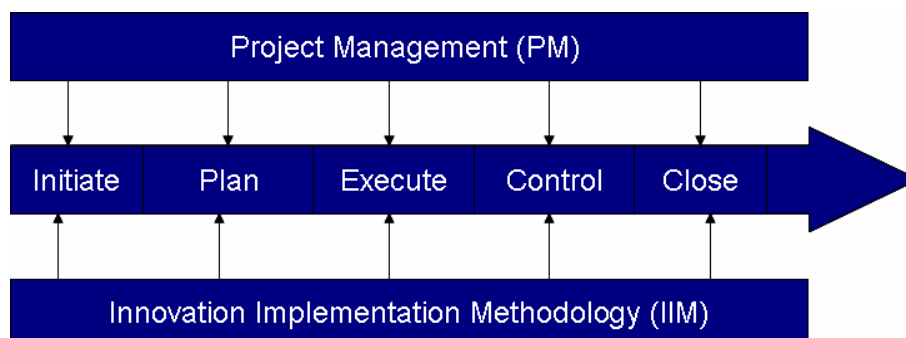 Project Management (PM)
Initiate Plan Execute Control Close
Innovation Implementation Methodology (IIM)